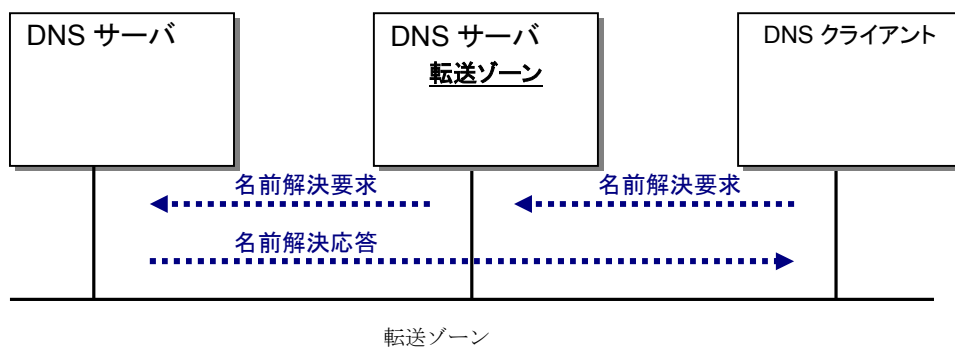 DNS サーバ
DNS サーバ
転送ゾーン
DNS クライアント
名前解決要求
名前解決要求
名前解決応答
転送ゾーン